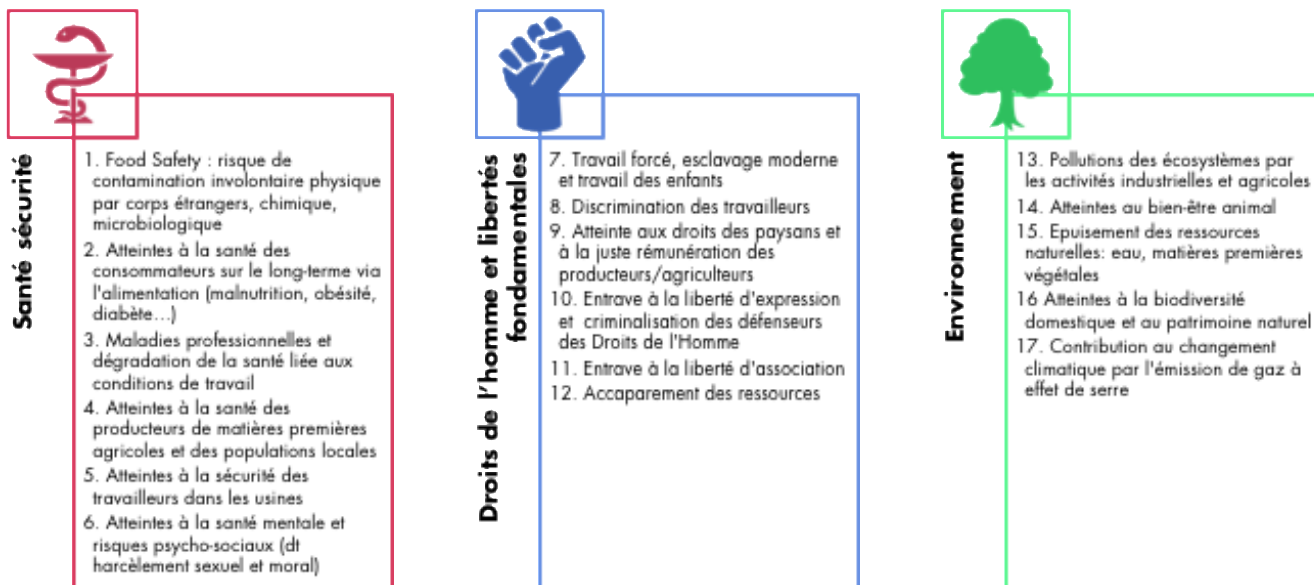 Santé sécurité
1. Food Safety : risque de
contamination involontaire physique
par corps étrangers, chimique,
microbiologique
2. Atteintes à la santé des
consommateurs sur le long-terme via
l'alimentation (malnutrition, obésité,
diabète...)
3. Maladies professionnelles et
dégradation de la santé liée aux
conditions de travail
4. Atteintes à la santé des
producteurs de matières premières
agricoles et des populations locales
5. Atteintes à la sécurité des
travailleurs dans les usines
6. Atteintes à la santé mentale et
risques psycho-sociaux (dt
harcèlement sexuel et moral)
Droits de l'homme et libertés
fondamentales
7. Travail forcé, esclavage moderne
et travail des enfants
8. Discrimination des travailleurs
9. Atteinte aux droits des paysans et
à la juste rémunération des
producteurs/agriculteurs
10. Entrave à la liberté d'expression
et criminalisation des défenseurs
des Droits de l'Homme
11. Entrave à la liberté d'association
12. Accaparement des ressources
Environnement
13. Pollutions des écosystèmes par
les activités industrielles et agricoles
14. Atteintes au bien-être animal
15. Epuisement des ressources
naturelles: eau, matières premières
végétales
16 Atteintes à la biodiversité
domestique et au patrimoine naturel
17. Contribution au changement
climatique par l'émission de gaz à
effet de serre